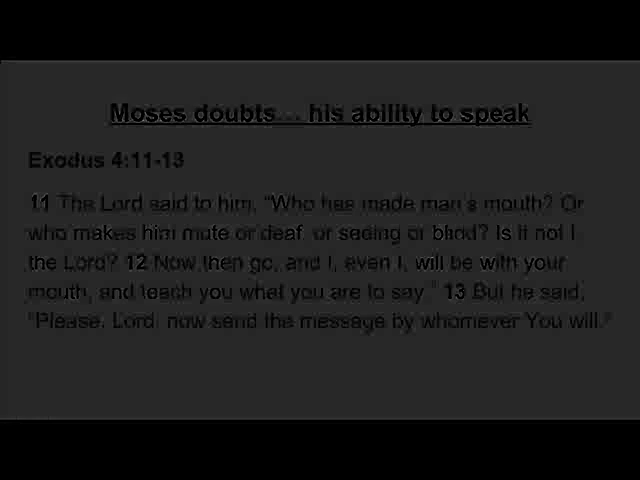 Moses doubts… his ability to speak
Exodus 4:11-13
11 The Lord said to him, “Who has made man’s mouth? Or
who makes him mute or deaf, or seeing or blind? Is it not I,
the Lord? 12 Now then go, and I, even I, will be with your
mouth, and teach you what you are to say.” 13 But he said,
“Please, Lord, now send the message by whomever You will.”